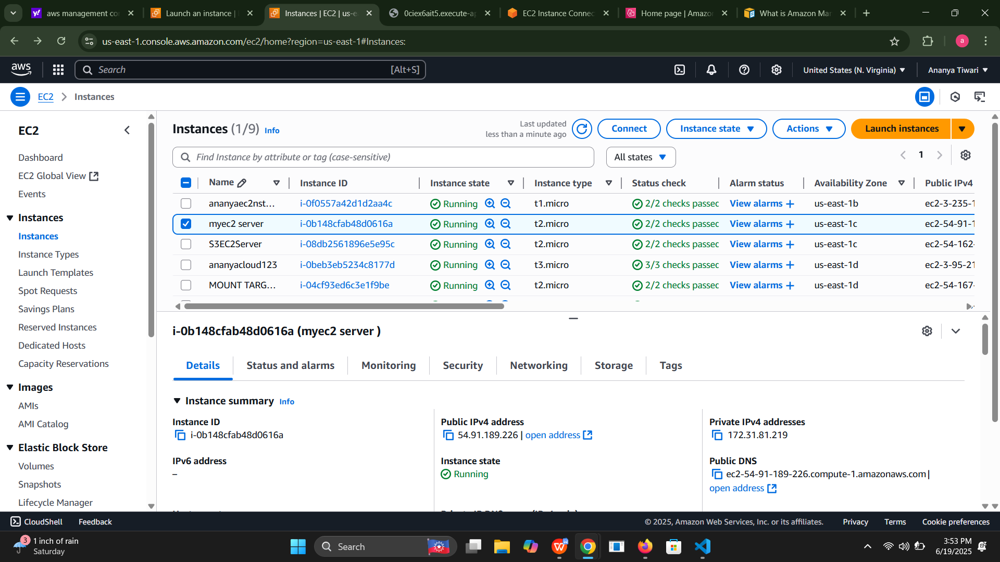 aws management co
Launch an instance |
Instances | EC2 | us-e
0ciex6ait5.execute-a
EC2 Instance Connec
Home page | Amazo
What is Amazon Ma
us-east-1.console.aws.amazon.com/ec2/home?region=us-east-1#Instances:
a
aws
Search
[Alt+S]
United States (N. Virginia)
Ananya Tiwari
EC2
Instances
EC2
Dashboard
EC2 Global View
Events
Instances
Instances
Instance Types
Launch Templates
Spot Requests
Savings Plans
Reserved Instances
Dedicated Hosts
Capacity Reservations
Images
AMIs
AMI Catalog
Elastic Block Store
Volumes
Snapshots
Lifecycle Manager
Instances (1/9) Info
Last updated
less than a minute ago
Connect
Instance state
Actions
Launch instances
Find Instance by attribute or tag (case-sensitive)
All states
1
Name Instance ID Instance state Instance type Status check Alarm status Availability Zone Public IPv4
ananyaec2nst... i-0f0557a42d1d2aa4c Running t1.micro 2/2 checks passed View alarms + us-east-1b ec2-3-235-1
myec2 server i-0b148cfab48d0616a Running t2.micro 2/2 checks passed View alarms + us-east-1c ec2-54-91-1
S3EC2Server i-08db2561896e5e95c Running t2.micro 2/2 checks passed View alarms + us-east-1c ec2-54-162-
ananyacloud123 i-0beb3eb5234c8177d Running t3.micro 3/3 checks passed View alarms + us-east-1d ec2-3-95-21
MOUNT TARG... i-04cf93ed6c3e1f9be Running t2.micro 2/2 checks passed View alarms + us-east-1d ec2-54-167-
i-0b148cfab48d0616a (myec2 server )
Details
Status and alarms
Monitoring
Security
Networking
Storage
Tags
Instance summary Info
Instance ID
i-0b148cfab48d0616a
Public IPv4 address
54.91.189.226 | open address
Private IPv4 addresses
172.31.81.219
IPv6 address
–
Instance state
Running
Public DNS
ec2-54-91-189-226.compute-1.amazonaws.com |
open address
CloudShell
Feedback
© 2025, Amazon Web Services, Inc. or its affiliates.
Privacy
Terms
Cookie preferences
3
1 inch of rain
Saturday
Search
3:53 PM
6/19/2025